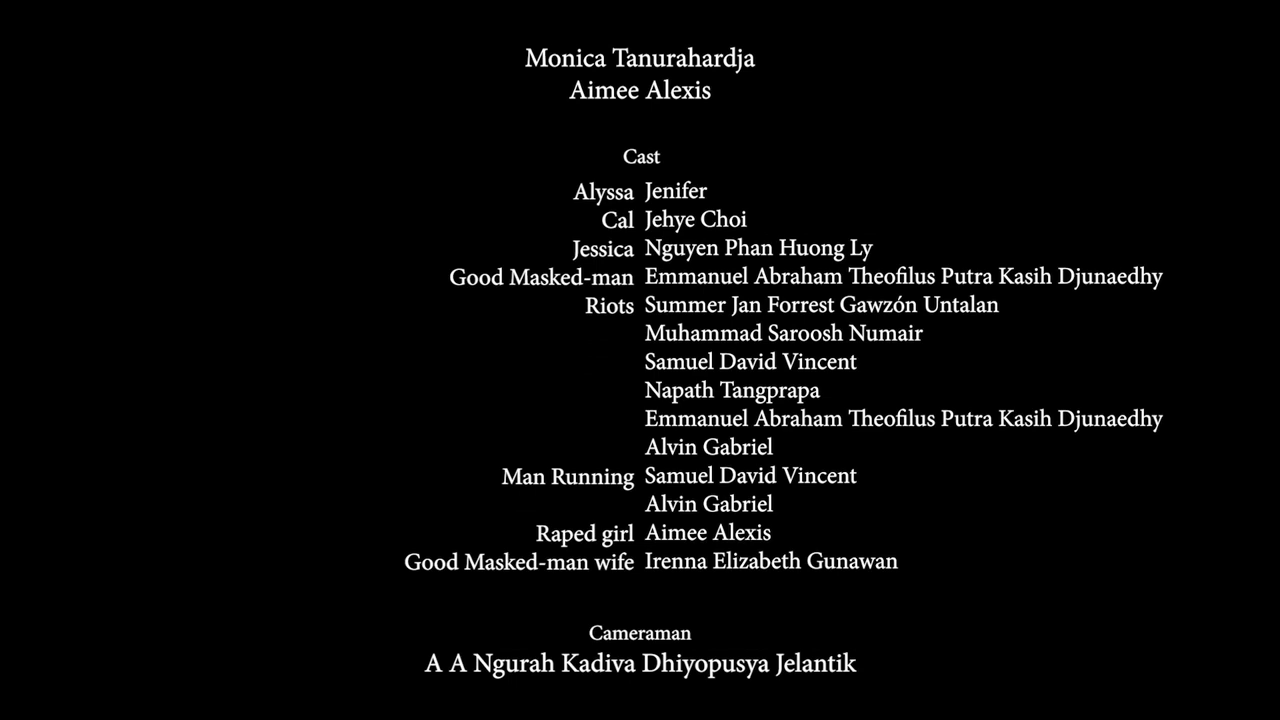 Monica Tanurahardja
Aimee Alexis
Cast
Alyssa Jenifer
Cal Jehye Choi
Jessica Nguyen Phan Huong Ly
Good Masked-man Emmanuel Abraham Theofilus Putra Kasih Djunaedhy
Riots Summer Jan Forrest Gawzón Untalan
Muhammad Saroosh Numair
Samuel David Vincent
Napath Tangprapa
Emmanuel Abraham Theofilus Putra Kasih Djunaedhy
Alvin Gabriel
Man Running Samuel David Vincent
Alvin Gabriel
Raped girl Aimee Alexis
Good Masked-man wife Irenna Elizabeth Gunawan
Cameraman
A A Ngurah Kadiva Dhiyopusya Jelantik